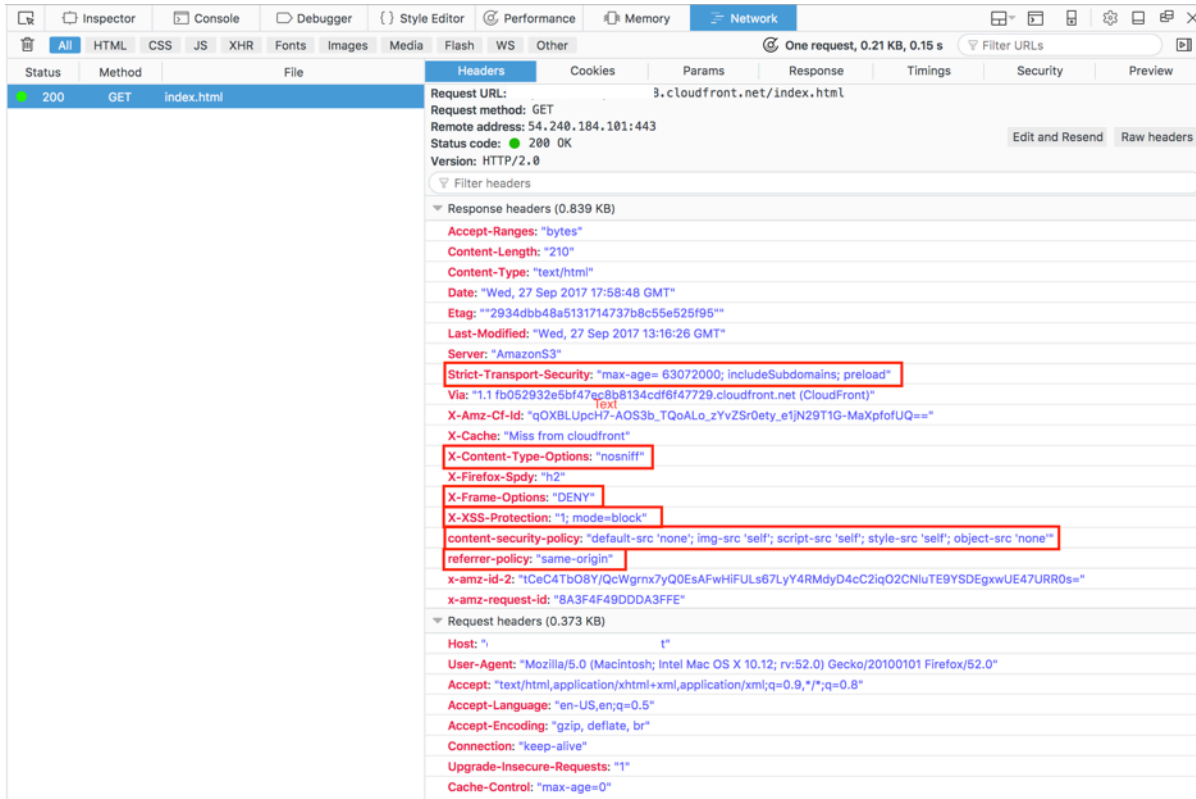 Inspector Console Debugger { } Style Editor Performance Memory Network
All HTML CSS JS XHR Fonts Images Media Flash WS Other One request, 0.21 KB, 0.15 s Filter URLs
Status Method File Headers Cookies Params Response Timings Security Preview
200 GET index.html
Request URL: 3.cloudfront.net/index.html
Request method: GET
Remote address: 54.240.184.101:443
Status code: 200 OK Edit and Resend Raw headers
Version: HTTP/2.0
Filter headers
Response headers (0.839 KB)
Accept-Ranges: "bytes"
Content-Length: "210"
Content-Type: "text/html"
Date: "Wed, 27 Sep 2017 17:58:48 GMT"
Etag: ""2934dbb48a5131714737b8c55e525f95""
Last-Modified: "Wed, 27 Sep 2017 13:16:26 GMT"
Server: "AmazonS3"
Strict-Transport-Security: "max-age= 63072000; includeSubdomains; preload"
Via: "1.1 fb052932e5bf47ec8b8134cdf6f47729.cloudfront.net (CloudFront)"
Text
X-Amz-Cf-Id: "qOXBLUpcH7-AOS3b_TQoALo_zYvZSr0ety_e1jN29T1G-MaXpfofUQ=="
X-Cache: "Miss from cloudfront"
X-Content-Type-Options: "nosniff"
X-Firefox-Spdy: "h2"
X-Frame-Options: "DENY"
X-XSS-Protection: "1; mode=block"
content-security-policy: "default-src 'none'; img-src 'self'; script-src 'self'; style-src 'self'; object-src 'none'"
referrer-policy: "same-origin"
x-amz-id-2: "tCeC4TbO8Y/QcWgrnx7yQ0EsAFwHiFULs67LyY4RMdyD4cC2iqO2CNluTE9YSDEgxwUE47URR0s="
x-amz-request-id: "8A3F4F49DDDA3FFE"
Request headers (0.373 KB)
Host: " t"
User-Agent: "Mozilla/5.0 (Macintosh; Intel Mac OS X 10.12; rv:52.0) Gecko/20100101 Firefox/52.0"
Accept: "text/html,application/xhtml+xml,application/xml;q=0.9,*/*;q=0.8"
Accept-Language: "en-US,en;q=0.5"
Accept-Encoding: "gzip, deflate, br"
Connection: "keep-alive"
Upgrade-Insecure-Requests: "1"
Cache-Control: "max-age=0"